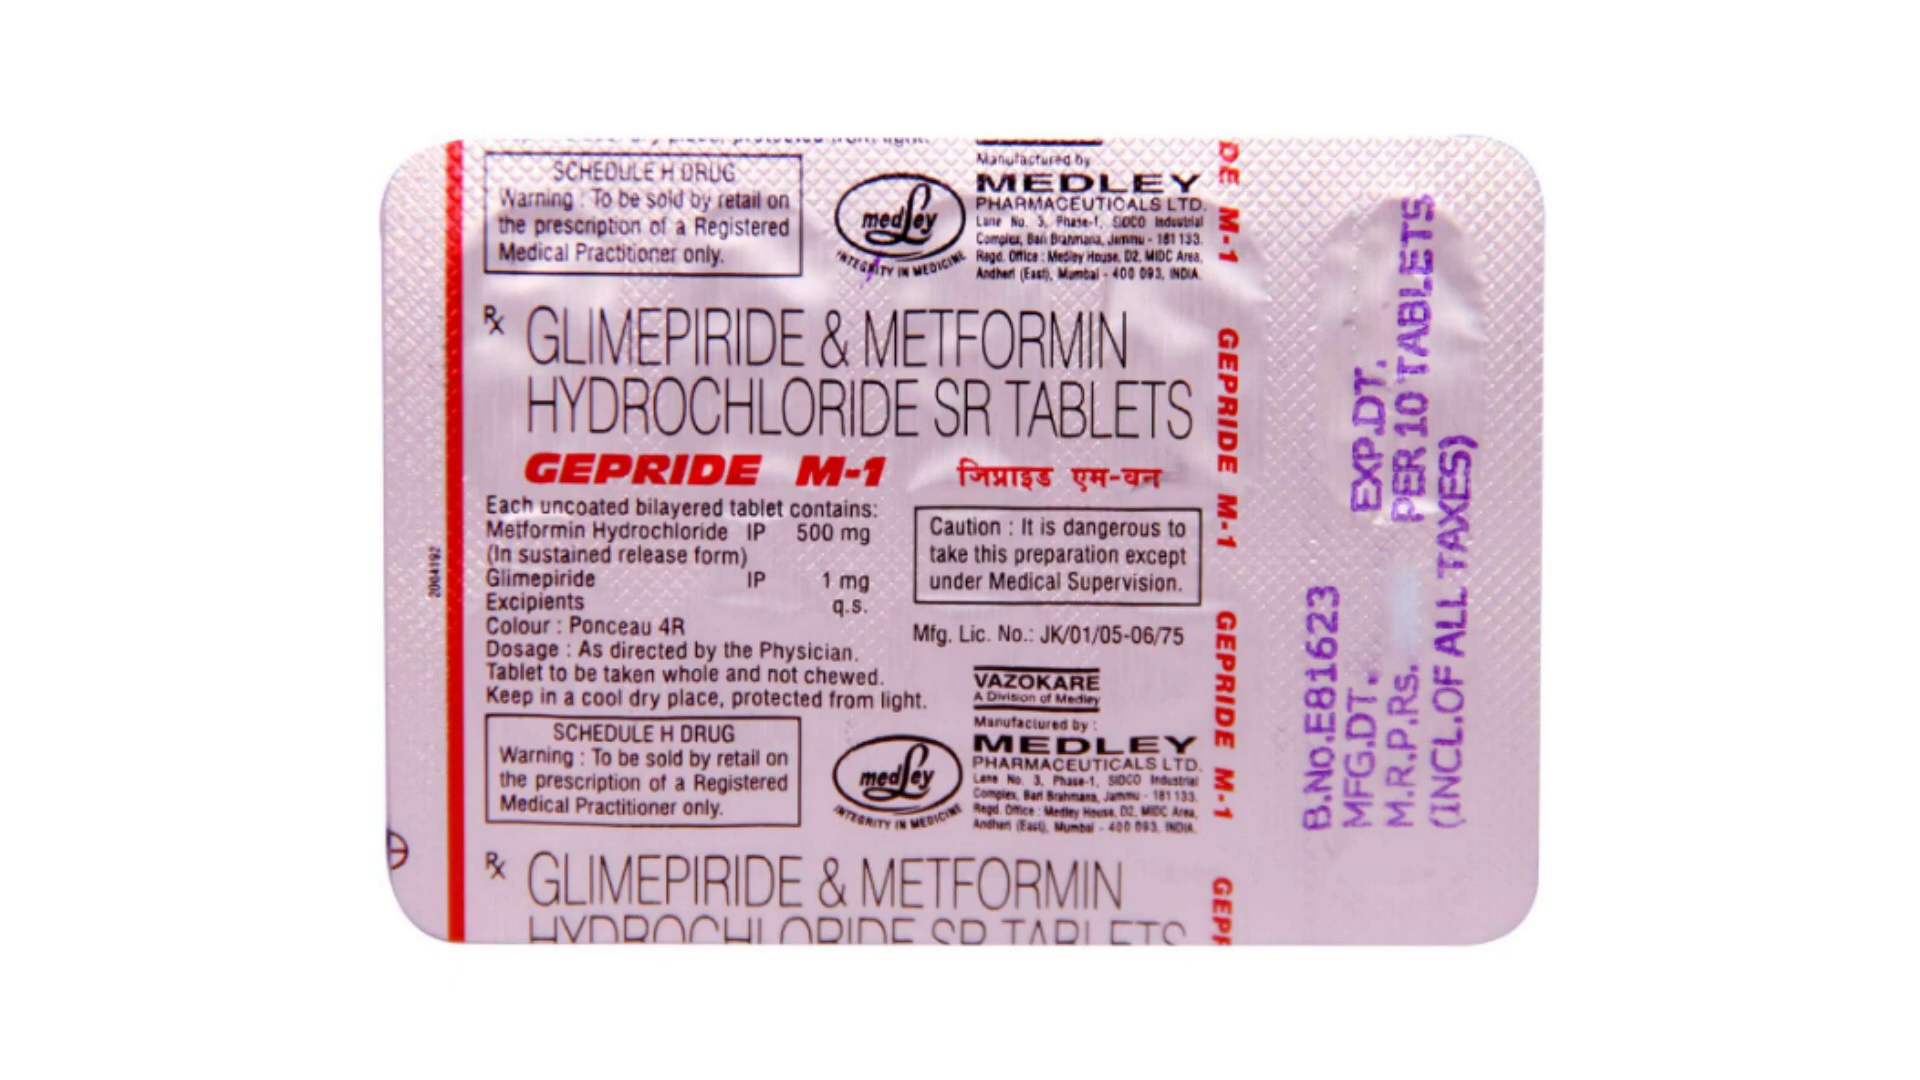 SCHEDULE H DRUG
Warning : To be sold by retail on
the prescription of a Registered
Medical Practitioner only.
medley
INTEGRITY IN MEDICINE
Manufactured by
MEDLEY
PHARMACEUTICALS LTD.
Lane No. 3, Phase-1, SIDCO Industrial
Complex, Bari Brahmana, Jammu - 181 133.
Regd. Office : Medley House, D2, MIDC Area,
Andheri (East), Mumbai - 400 093, INDIA.
Rx GLIMEPIRIDE & METFORMIN
HYDROCHLORIDE SR TABLETS
GEPRIDE M-1 जिप्राइड एम-वन
Each uncoated bilayered tablet contains:
Metformin Hydrochloride IP 500 mg
(In sustained release form)
Glimepiride IP 1 mg
Excipients q.s.
Colour : Ponceau 4R
Dosage : As directed by the Physician.
Tablet to be taken whole and not chewed.
Keep in a cool dry place, protected from light.
Caution : It is dangerous to
take this preparation except
under Medical Supervision.
Mfg. Lic. No.: JK/01/05-06/75
VAZOKARE
A Division of Medley
SCHEDULE H DRUG
Warning : To be sold by retail on
the prescription of a Registered
Medical Practitioner only.
medley
INTEGRITY IN MEDICINE
Manufactured by :
MEDLEY
PHARMACEUTICALS LTD.
Lane No. 3, Phase-1, SIDCO Industrial
Complex, Bari Brahmana, Jammu - 181 133.
Regd. Office : Medley House, D2, MIDC Area,
Andheri (East), Mumbai - 400 093, INDIA.
Rx GLIMEPIRIDE & METFORMIN
HYDROCHLORIDE SR TABLETS
2004192
DE M-1 GEPRIDE M-1 GEPRIDE M-1 GEPR
B.No.E81623
MFG.DT. EXP.DT.
M.R.P.Rs. PER 10 TABLETS
(INCL.OF ALL TAXES)